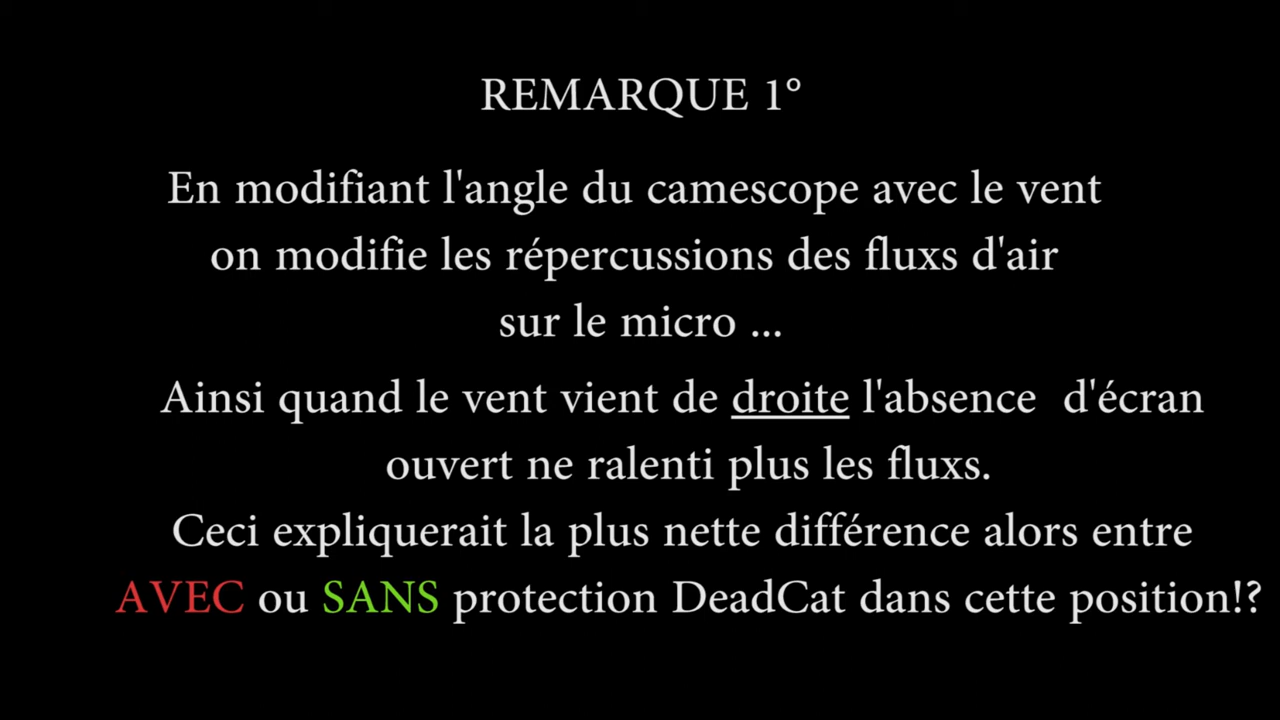 REMARQUE 1°
En modifiant l'angle du camescope avec le vent
on modifie les répercussions des fluxs d'air
sur le micro ...
Ainsi quand le vent vient de droite l'absence  d'écran
ouvert ne ralenti plus les fluxs.
Ceci expliquerait la plus nette différence alors entre
AVEC ou SANS protection DeadCat dans cette position!?